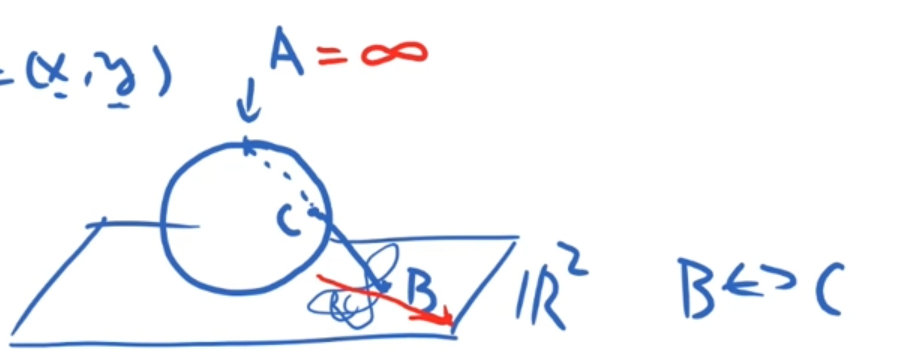 A = ∞
= (x, y)
C
B
ℝ²
B ↔ C